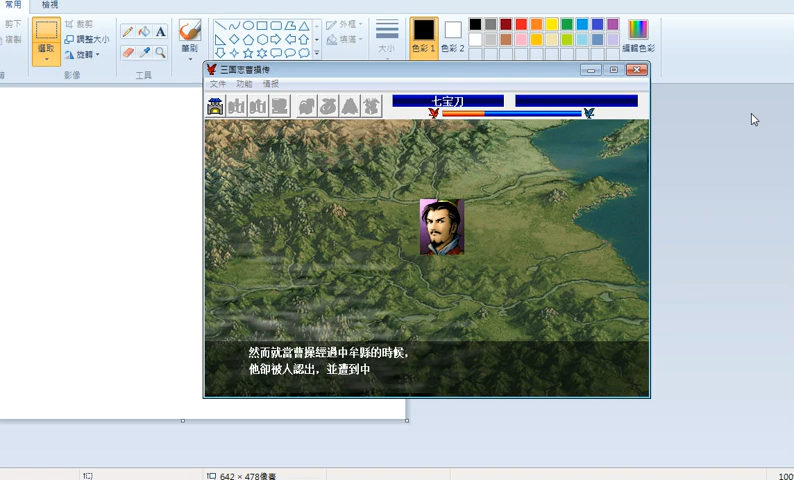 常用
檢視
剪下
複製
選取
裁剪
調整大小
旋轉
影像
A
工具
筆刷
外框
填滿
大小
色彩 1
色彩 2
編輯色彩
三国志曹操传
文件 功能 情报
七宝刀
然而就當曹操經過中牟縣的時候,
他卻被人認出，並遭到中
642 × 478像素
100